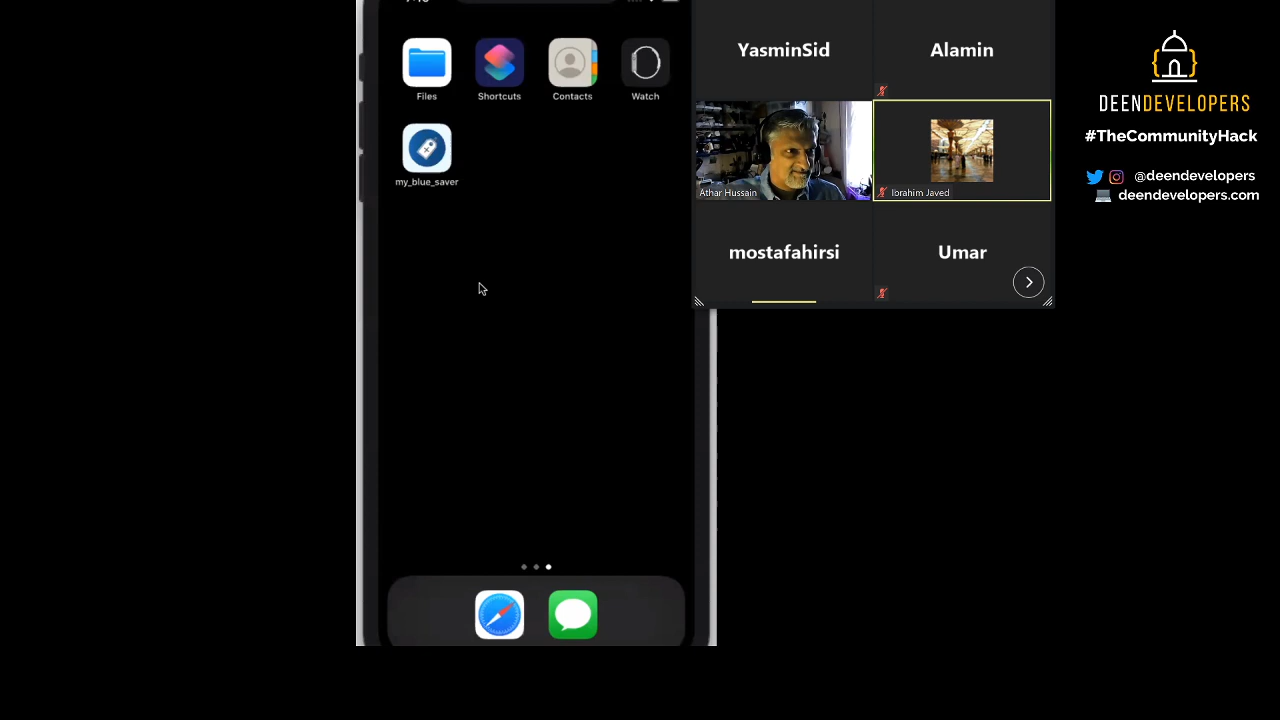 Files
Shortcuts
Contacts
Watch
my_blue_saver
YasminSid
Alamin
Athar Hussain
Ibrahim Javed
mostafahirsi
Umar
DEENDEVELOPERS
#TheCommunityHack
@deendevelopers
deendevelopers.com